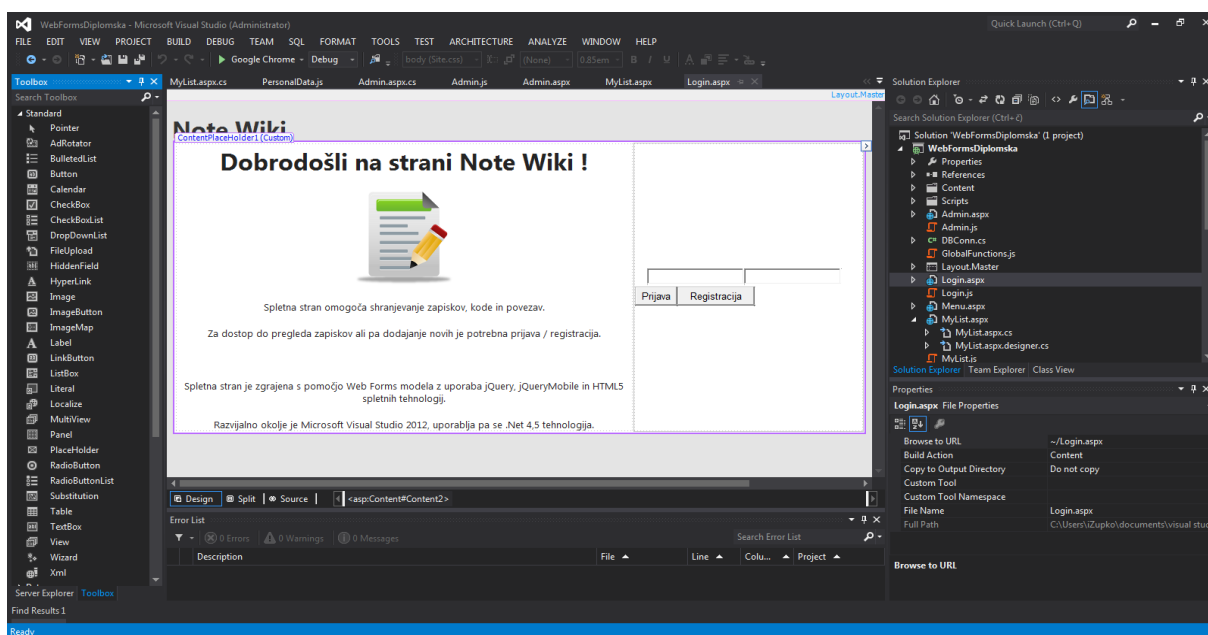 WebFormsDiplomska - Microsoft Visual Studio (Administrator)
Quick Launch (Ctrl+Q)
FILE EDIT VIEW PROJECT BUILD DEBUG TEAM SQL FORMAT TOOLS TEST ARCHITECTURE ANALYZE WINDOW HELP
Google Chrome - Debug body (Site.css) (None) 0.85em B I U A
Toolbox
Search Toolbox
Standard
Pointer
AdRotator
BulletedList
Button
Calendar
CheckBox
CheckBoxList
DropDownList
FileUpload
HiddenField
HyperLink
Image
ImageButton
ImageMap
Label
LinkButton
ListBox
Literal
Localize
MultiView
Panel
PlaceHolder
RadioButton
RadioButtonList
Substitution
Table
TextBox
View
Wizard
Xml
Server Explorer Toolbox
Find Results 1
Ready
MyList.aspx.cs PersonalData.js Admin.aspx.cs Admin.js Admin.aspx MyList.aspx Login.aspx
Layout.Master
Note Wiki
ContentPlaceHolder1 (Custom)
Dobrodošli na strani Note Wiki !
Spletna stran omogoča shranjevanje zapiskov, kode in povezav.
Za dostop do pregleda zapiskov ali pa dodajanje novih je potrebna prijava / registracija.
Spletna stran je zgrajena s pomočjo Web Forms modela z uporaba jQuery, jQueryMobile in HTML5
spletnih tehnologij.
Razvijalno okolje je Microsoft Visual Studio 2012, uporablja pa se .Net 4,5 tehnologija.
Prijava Registracija
Design Split Source <asp:Content#Content2>
Error List
0 Errors 0 Warnings 0 Messages Search Error List
Description File Line Colu... Project
Solution Explorer
Search Solution Explorer (Ctrl+č)
Solution 'WebFormsDiplomska' (1 project)
WebFormsDiplomska
Properties
References
Content
Scripts
Admin.aspx
Admin.js
DBConn.cs
GlobalFunctions.js
Layout.Master
Login.aspx
Login.js
Menu.aspx
MyList.aspx
MyList.aspx.cs
MyList.aspx.designer.cs
MyList.js
Solution Explorer Team Explorer Class View
Properties
Login.aspx File Properties
Browse to URL ~/Login.aspx
Build Action Content
Copy to Output Directory Do not copy
Custom Tool
Custom Tool Namespace
File Name Login.aspx
Full Path C:\Users\iZupko\documents\visual stud
Browse to URL